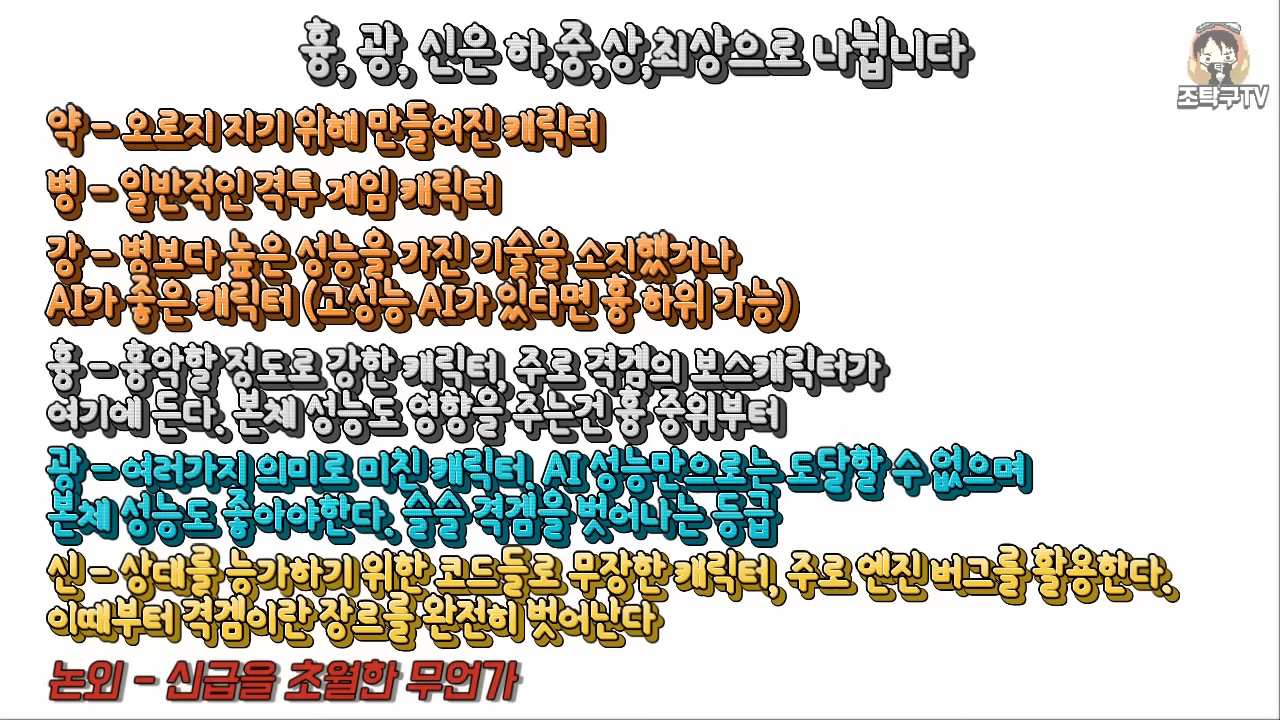 흉, 광, 신은 하,중,상,최상으로 나뉩니다
조탁구TV
약 - 오로지 지기 위해 만들어진 캐릭터
병 - 일반적인 격투 게임 캐릭터
강 - 병보다 높은 성능을 가진 기술을 소지했거나
AI가 좋은 캐릭터 (고성능 AI가 있다면 흉 하위 가능)
흉 - 흉악할 정도로 강한 캐릭터, 주로 격겜의 보스캐릭터가
여기에 든다. 본체 성능도 영향을 주는건 흉 중위부터
광 - 여러가지 의미로 미친 캐릭터. AI 성능만으로는 도달할 수 없으며
본체 성능도 좋아야한다. 슬슬 격겜을 벗어나는 등급
신 - 상대를 능가하기 위한 코드들로 무장한 캐릭터, 주로 엔진 버그를 활용한다.
이때부터 격겜이란 장르를 완전히 벗어난다
논외 - 신급을 초월한 무언가